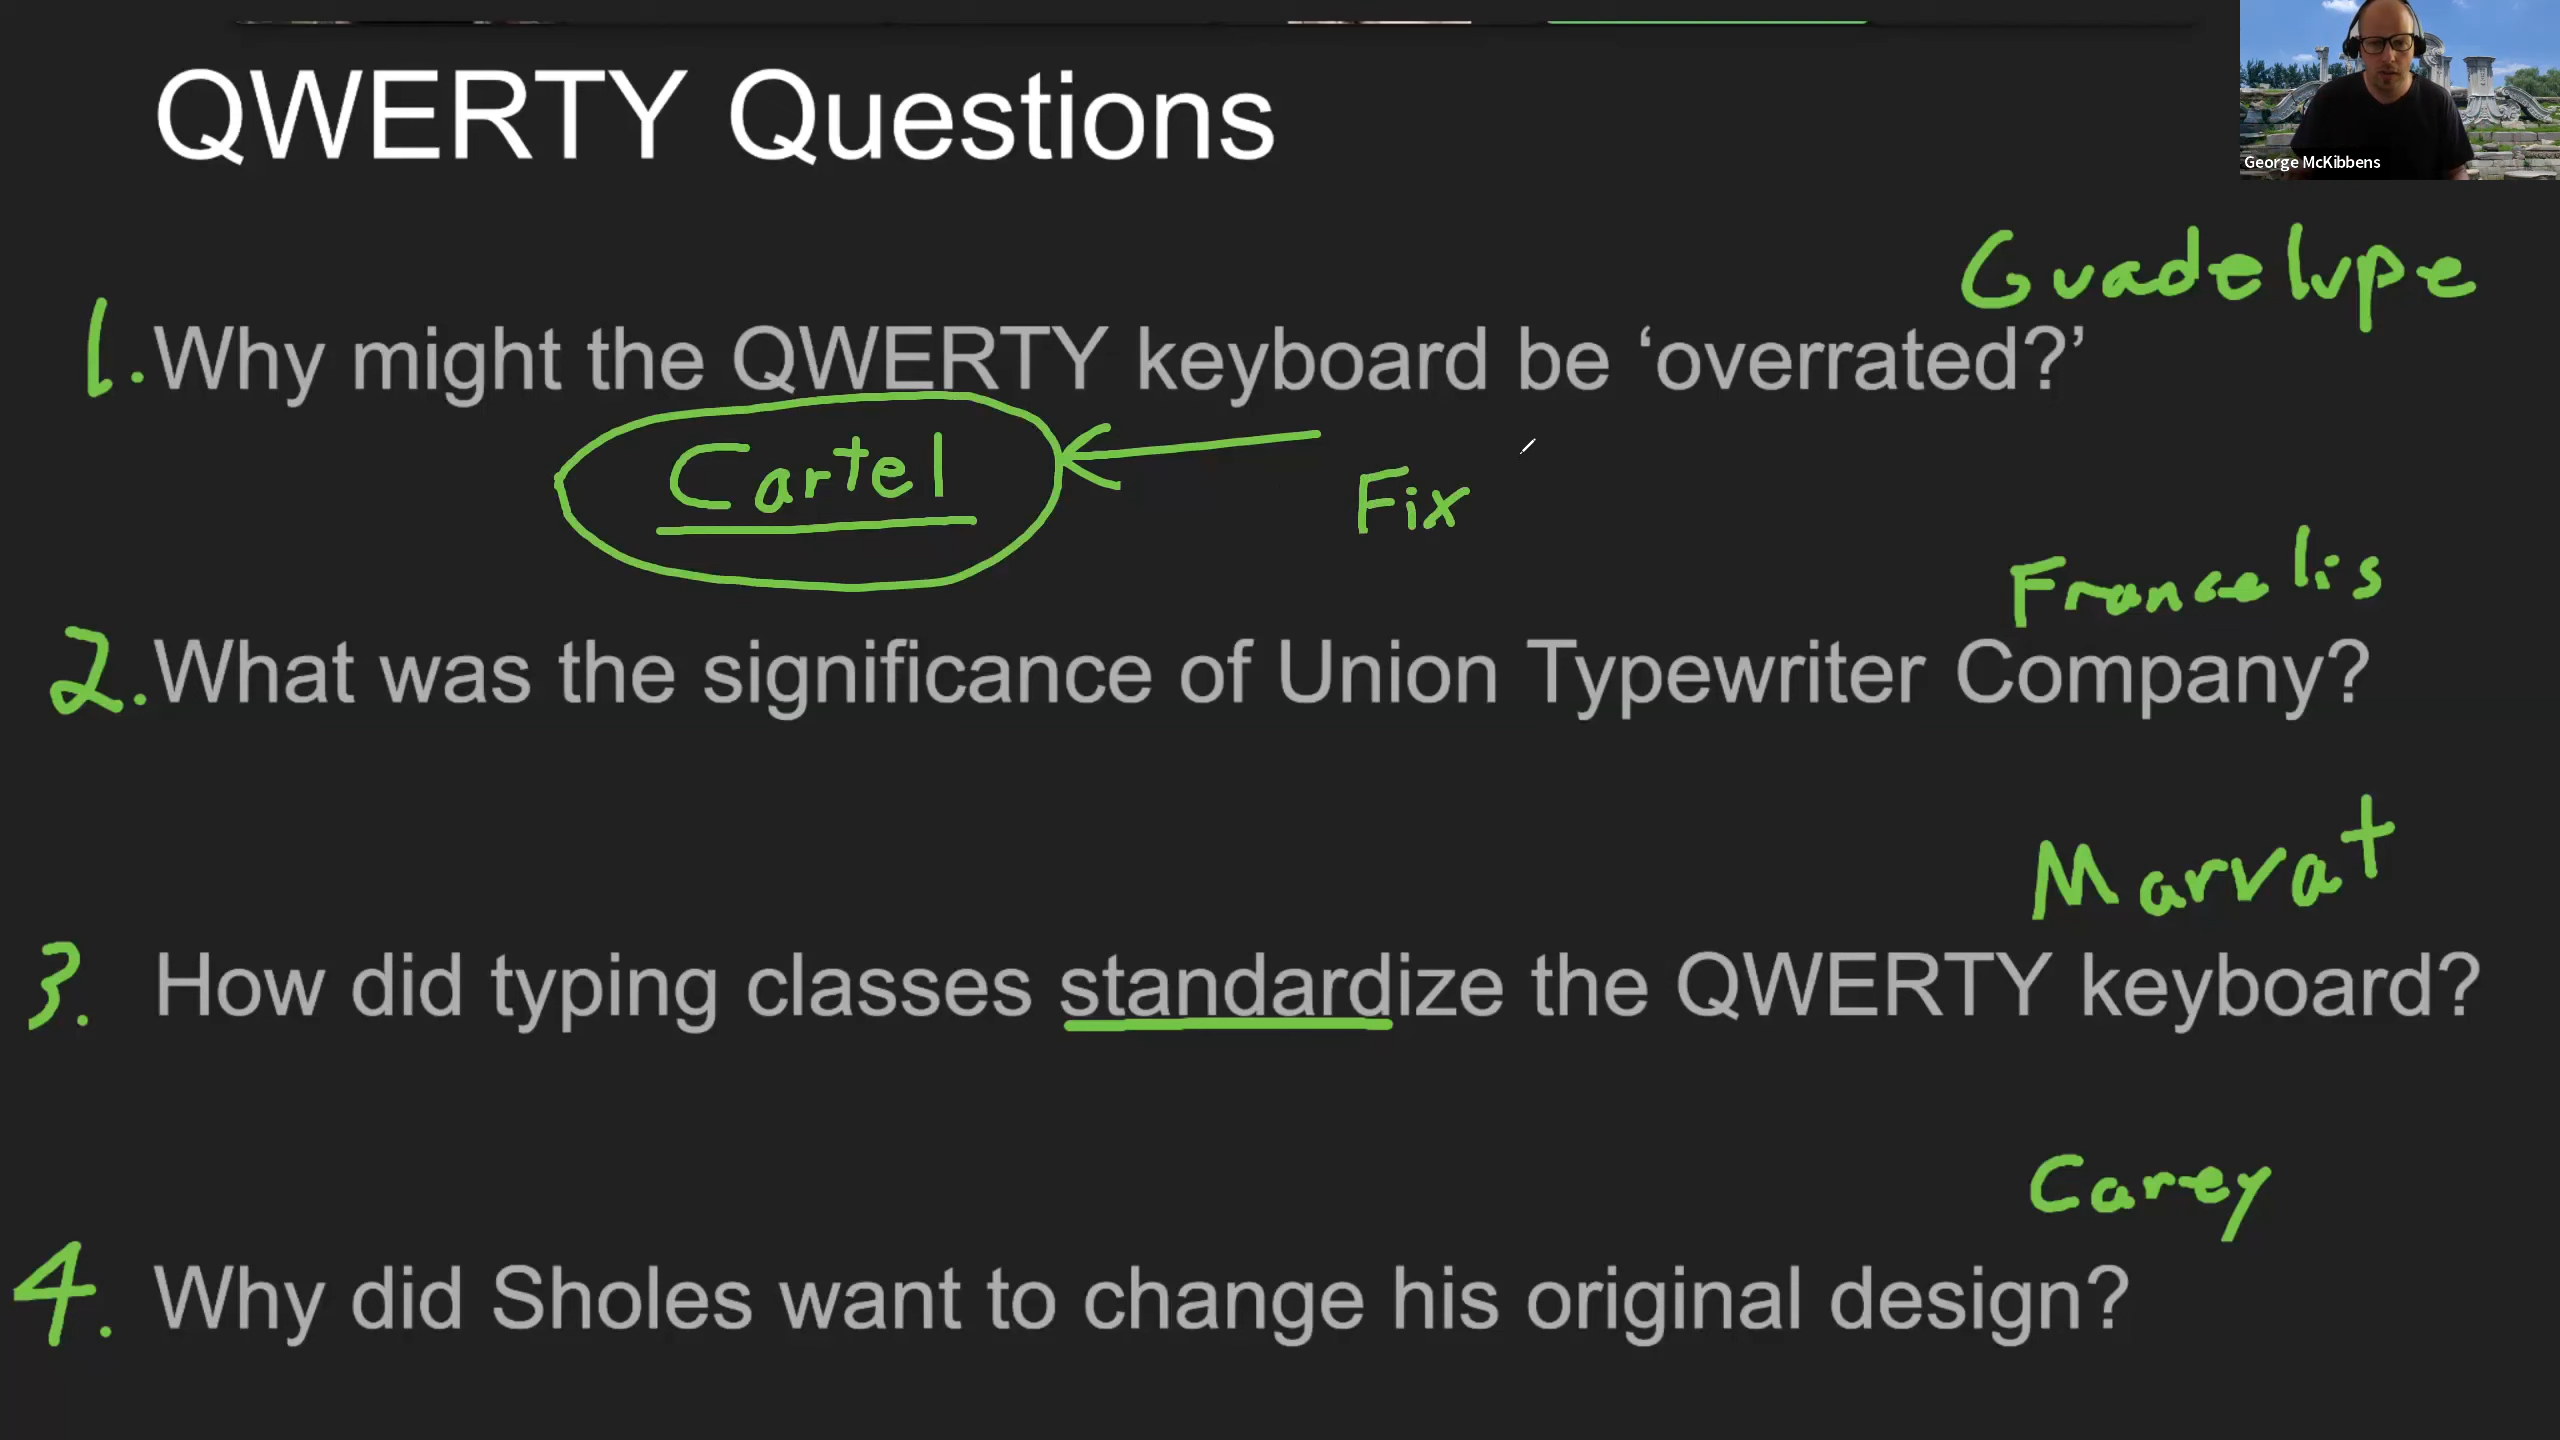 QWERTY Questions
George McKibbens
Guadelupe
1. Why might the QWERTY keyboard be ‘overrated?’
Cartel
Fix
Francelis
2. What was the significance of Union Typewriter Company?
Marvat
3. How did typing classes standardize the QWERTY keyboard?
Carey
4. Why did Sholes want to change his original design?